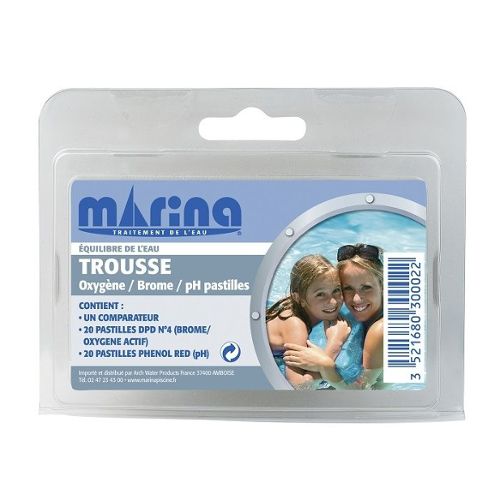 marina
TRAITEMENT DE L'EAU
ÉQUILIBRE DE L'EAU
TROUSSE
Oxygène / Brome / pH pastilles
CONTIENT :
• UN COMPARATEUR
• 20 PASTILLES DPD N°4 (BROME/
OXYGENE ACTIF)
• 20 PASTILLES PHENOL RED (pH)
Importé et distribué par Arch Water Products France 37400 AMBOISE
Tél. 02 47 23 43 00 • www.marinapiscine.fr
3 521680 300022